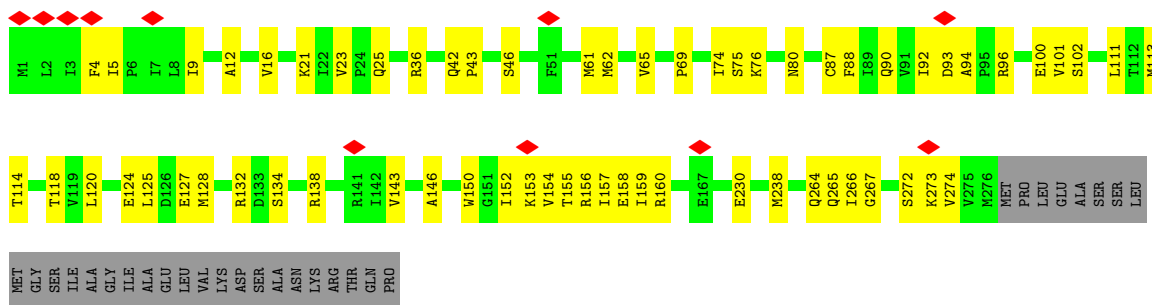 M1 L2 I3 F4 I5 P6 I7 L8 I9 A12 V16 K21 I22 V23 P24 Q25 R36 Q42 P43 S46 F51 M61 M62 V65 P69 I74 S75 K76 N80 C87 F88 I89 Q90 V91 I92 D93 A94 P95 R96 E100 V101 S102 L111 T112
T114 T118 V119 L120 E124 L125 D126 E127 M128 R132 D133 S134 R138 R141 I142 V143 A146 W150 G151 I152 K153 V154 T155 R156 I157 E158 I159 R160 E167 E230 M238 Q264 Q265 I266 G267 S272 K273 V274 V275 M276 MET PRO LEU GLU ALA SER SER LEU
MET GLY SER ILE ALA GLY ILE ALA GLU LEU VAL LYS ASP SER ALA ASN LYS ARG THR GLN PRO